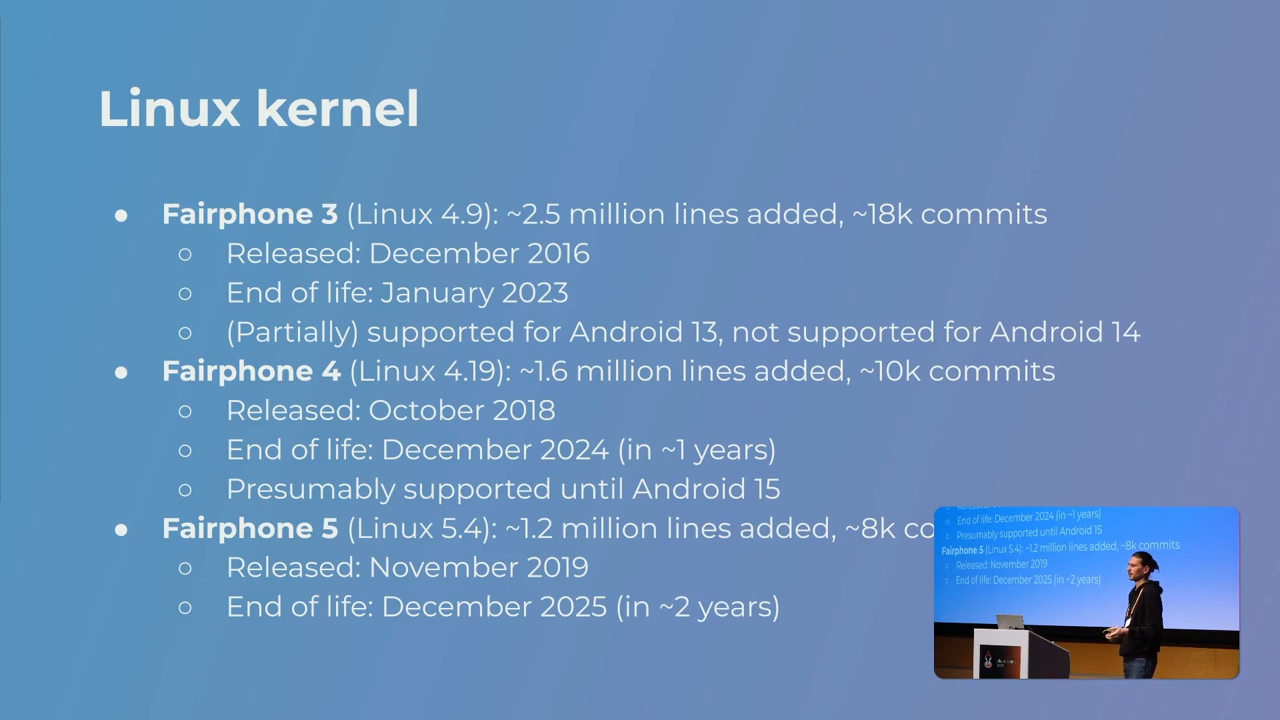 Linux kernel
● Fairphone 3 (Linux 4.9): ~2.5 million lines added, ~18k commits
○ Released: December 2016
○ End of life: January 2023
○ (Partially) supported for Android 13, not supported for Android 14
● Fairphone 4 (Linux 4.19): ~1.6 million lines added, ~10k commits
○ Released: October 2018
○ End of life: December 2024 (in ~1 years)
○ Presumably supported until Android 15
● Fairphone 5 (Linux 5.4): ~1.2 million lines added, ~8k co
○ Released: November 2019
○ End of life: December 2025 (in ~2 years)
○ End of life: December 2024 (in ~1 years)
○ Presumably supported until Android 15
Fairphone 5 (Linux 5.4): ~1.2 million lines added, ~8k commits
○ Released: November 2019
○ End of life: December 2025 (in ~2 years)